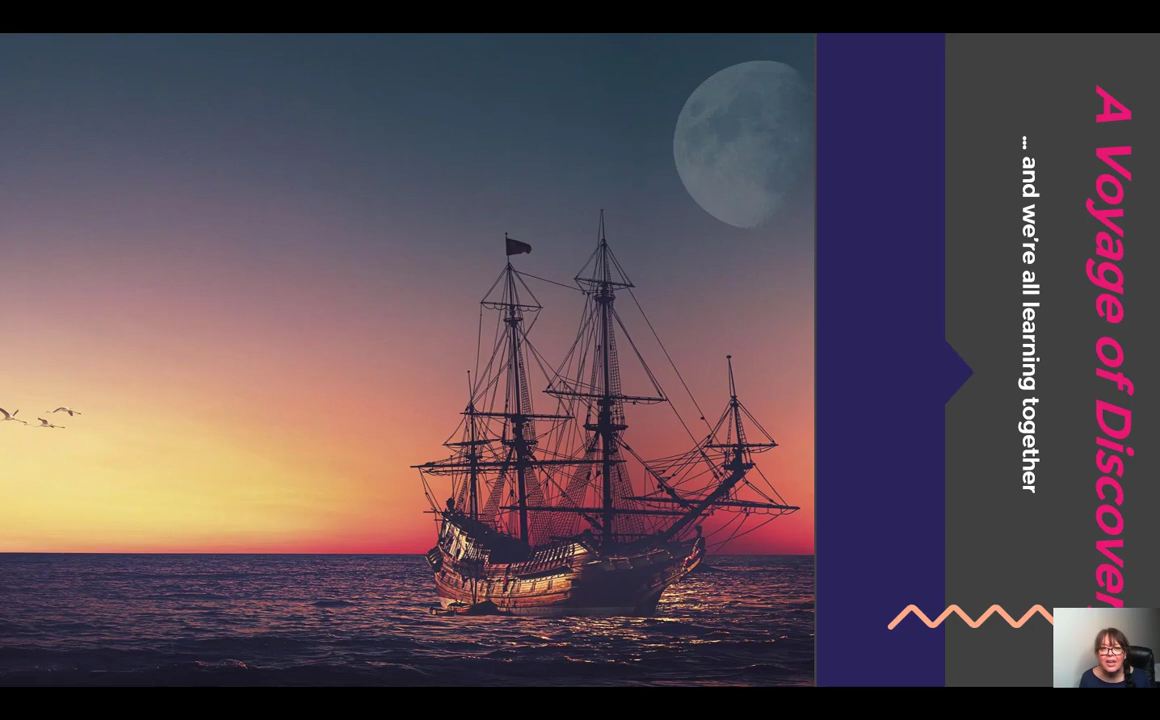 A Voyage of Discover
... and we're all learning together